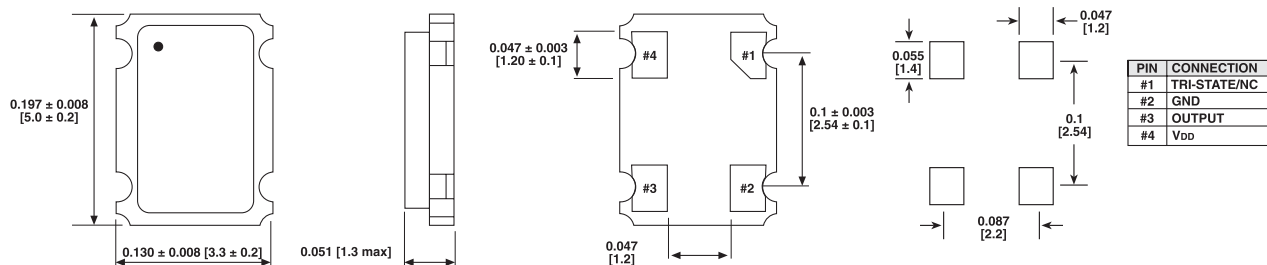 0.197 ± 0.008
[5.0 ± 0.2]
0.130 ± 0.008 [3.3 ± 0.2]
0.051 [1.3 max]
0.047 ± 0.003
[1.20 ± 0.1]
#4
#1
#3
#2
0.1 ± 0.003
[2.54 ± 0.1]
0.047
[1.2]
0.047
[1.2]
0.055
[1.4]
0.1
[2.54]
0.087
[2.2]
PIN CONNECTION
#1 TRI-STATE/NC
#2 GND
#3 OUTPUT
#4 VDD